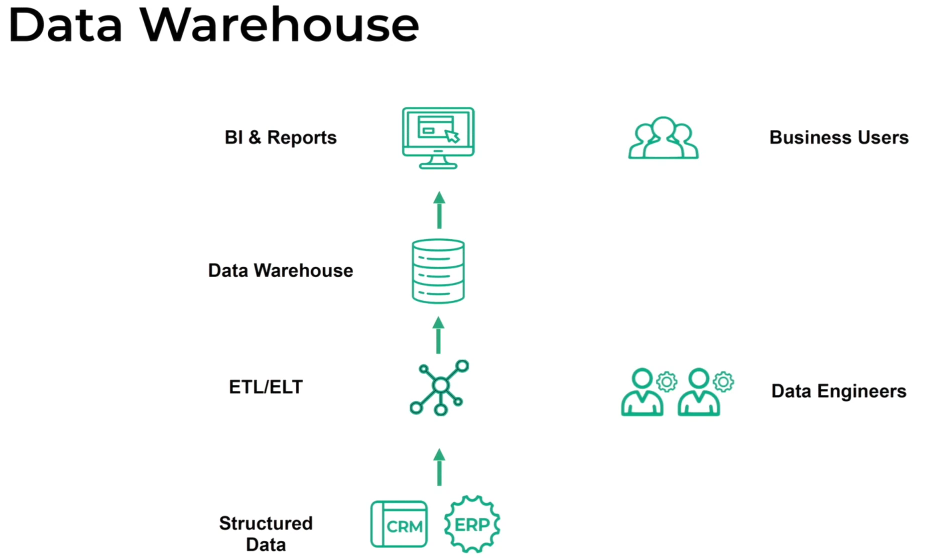 Data Warehouse
BI & Reports
Business Users
Data Warehouse
ETL/ELT
Data Engineers
Structured
Data
CRM
ERP